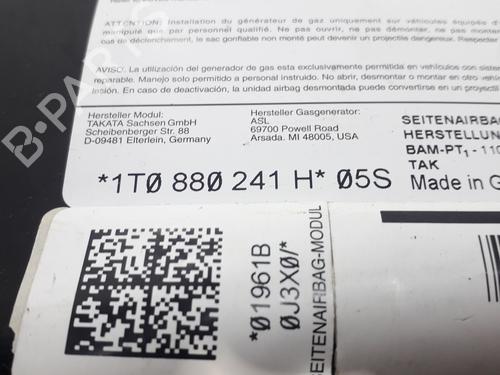 ATTENTION: Installation du générateur de gaz uniquement sur véhicules équipés d
manipulé que par personnel qualifié. Ne pas ouvrir, ne pas démonter, ne pas montar
cas de déclenchement, le sac gonflable non monté peut devenir un projectile dangereux. Respecter
AVISO: La utilización del generador de gas esta exclusivamente permitida en vehículos con sistem
reparable. Manejo solo permitido a personal instruido. No abrir, desmontar o montar en otro vehí
lesión. En caso de deactivación, la unidad airbag desmontada puede convertirse en un proyectil
Hersteller Modul:
TAKATA Sachsen GmbH
Scheibenberger Str. 88
D-09481 Elterlein, Germany
Hersteller Gasgenerator:
ASL
69700 Powell Road
Arsada. MI 48005, USA
SEITENAIRBAG
HERSTELLUN
BAM-PT₁ - 110
TAK
Made in G
*1T0 880 241 H* 05S
*01961B
0J3X0/*
SEITENAIRBAG-MODUL
B-PARTS